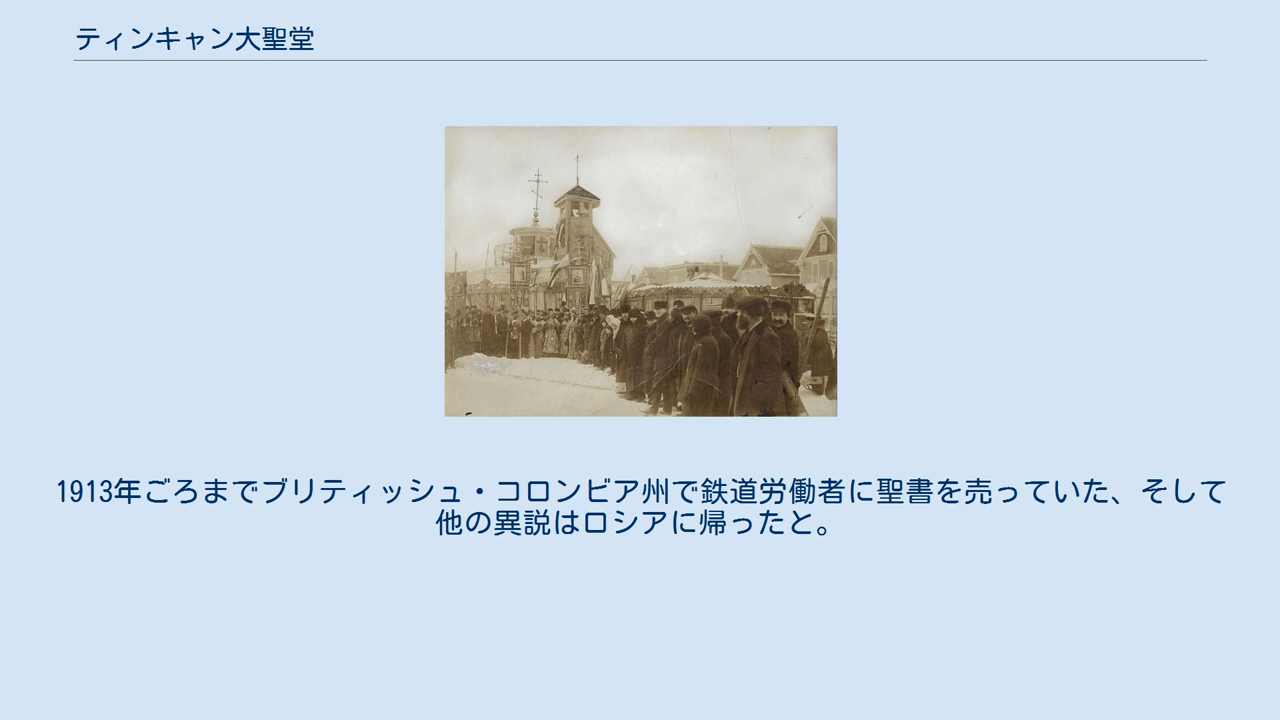 ティンキャン大聖堂
1913年ごろまでブリティッシュ・コロンビア州で鉄道労働者に聖書を売っていた、そして
他の異説はロシアに帰ったと。